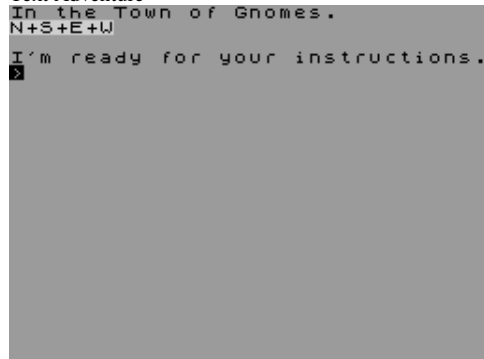 In the Town of Gnomes.
N+S+E+W
I'm ready for your instructions.
>